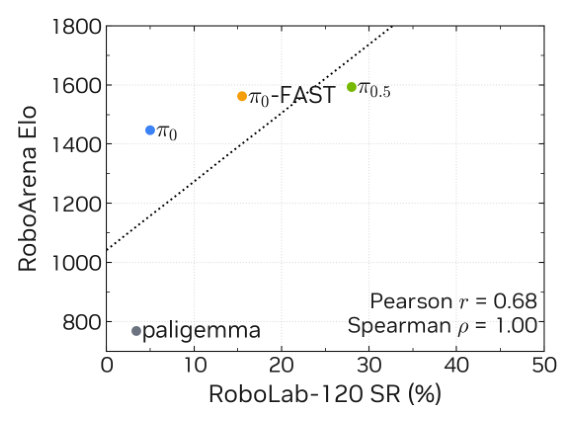 1800
1600
1400
1200
1000
800
RoboArena Elo
π₀
π₀-FAST
π₀.₅
paligemma
Pearson r = 0.68
Spearman ρ = 1.00
0 10 20 30 40 50
RoboLab-120 SR (%)